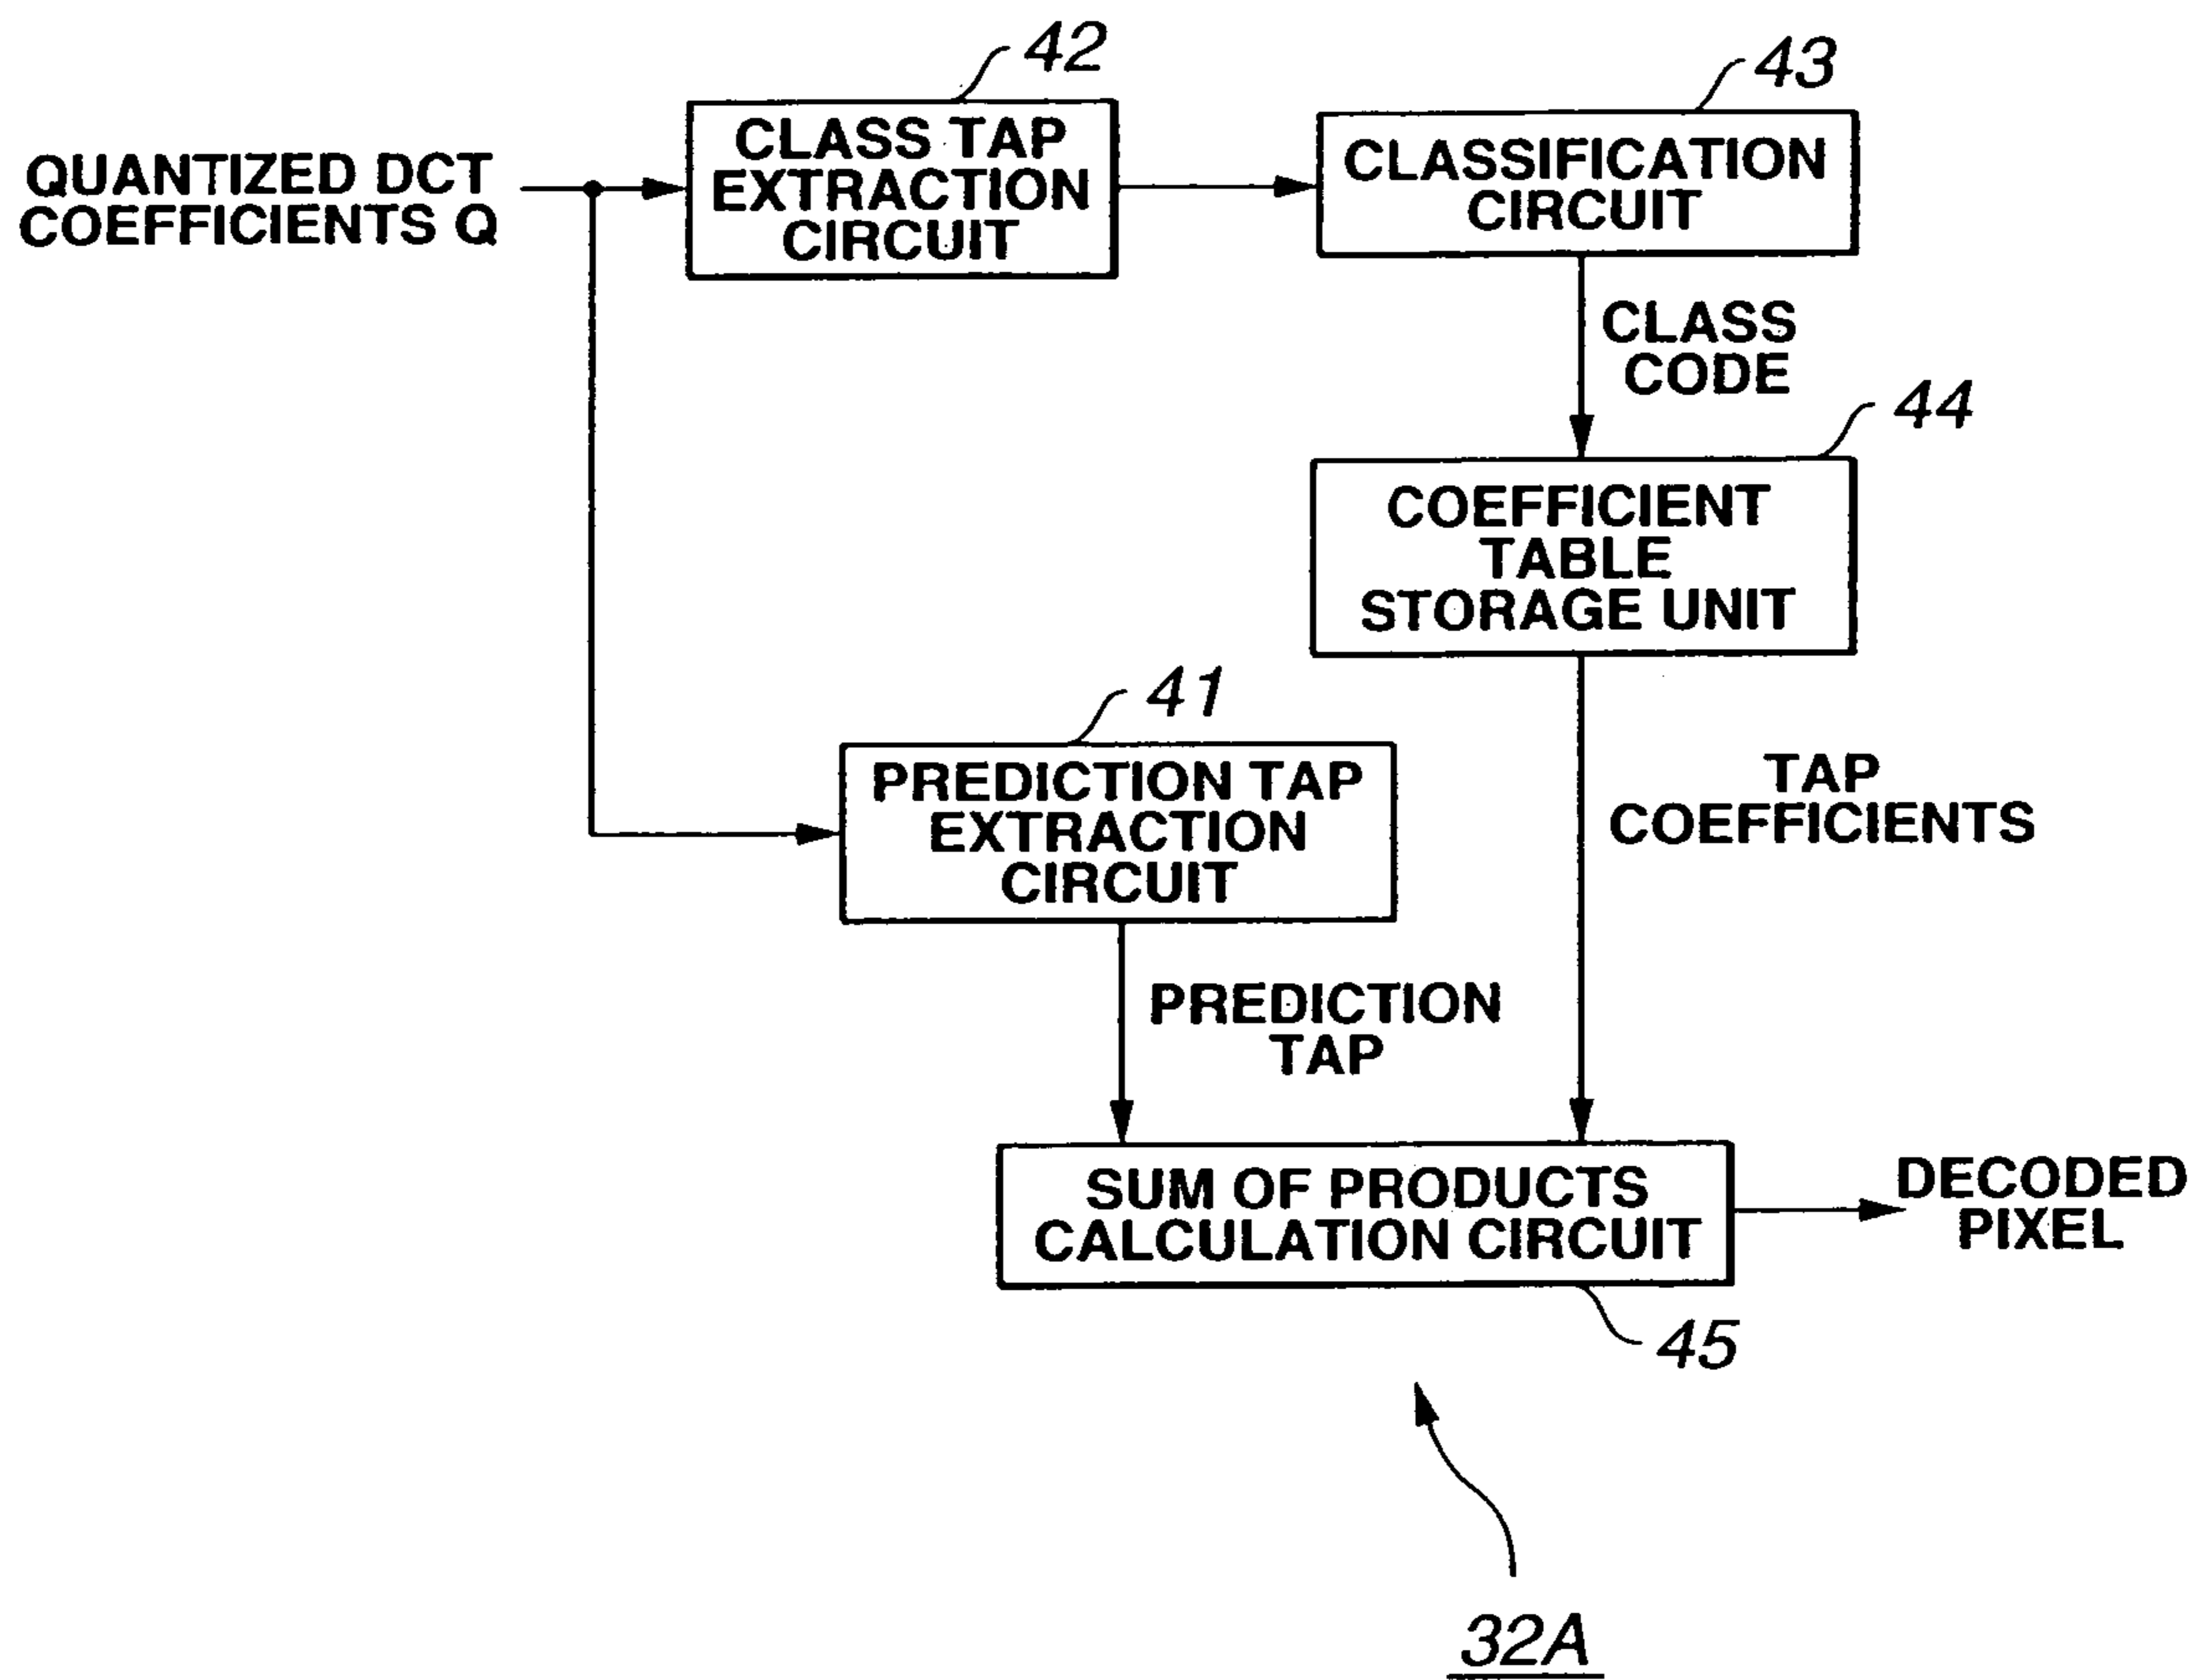 42
43
QUANTIZED DCT
COEFFICIENTS Q
CLASS TAP
EXTRACTION
CIRCUIT
CLASSIFICATION
CIRCUIT
CLASS
CODE
44
COEFFICIENT
TABLE
STORAGE UNIT
41
PREDICTION TAP
EXTRACTION
CIRCUIT
TAP
COEFFICIENTS
PREDICTION
TAP
SUM OF PRODUCTS
CALCULATION CIRCUIT
DECODED
PIXEL
45
32A